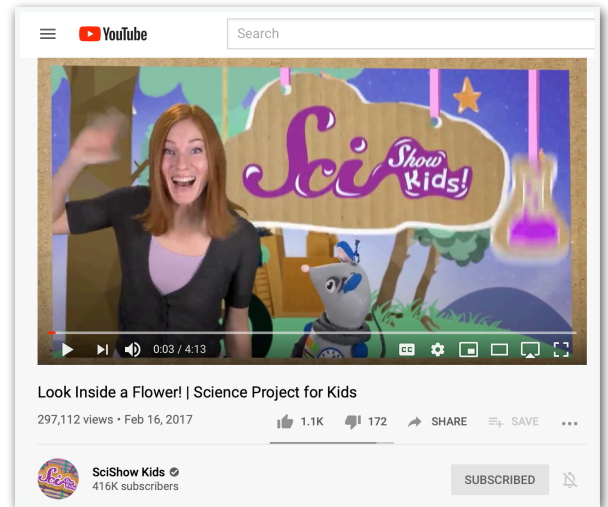 YouTube
Search
Sci Show
Kids!
0:03 / 4:13
CC
Look Inside a Flower! | Science Project for Kids
297,112 views • Feb 16, 2017
1.1K 172 SHARE SAVE
SciShow Kids
416K subscribers
SUBSCRIBED